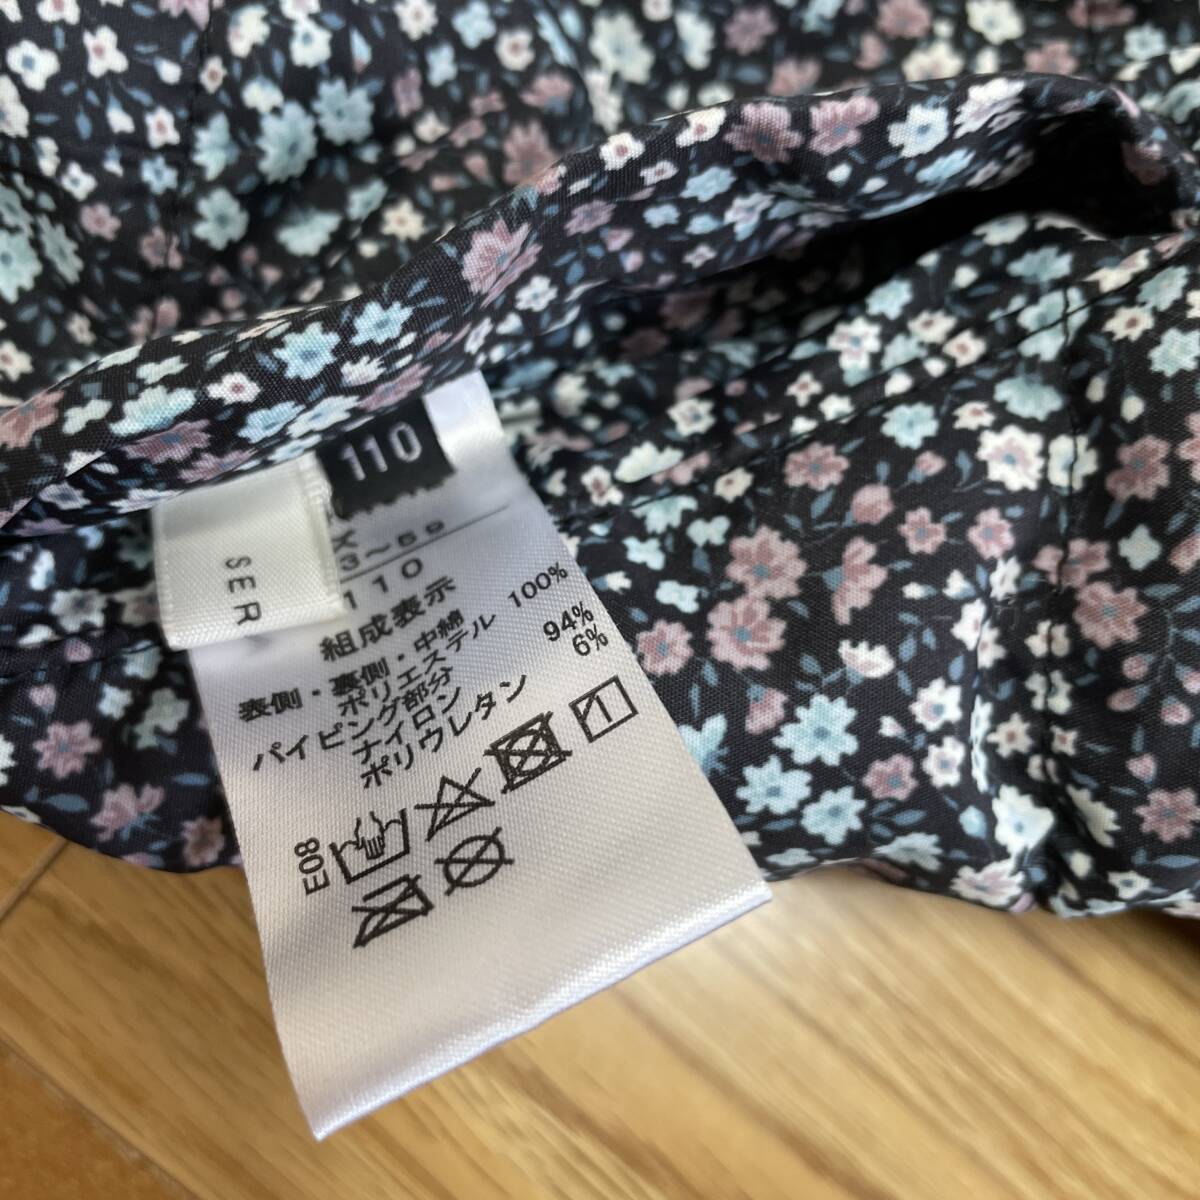 110
SER
K
3~59
110
組成表示
表側・裏側・中綿
ポリエステル 100%
パイピング部分
ナイロン 94%
ポリウレタン 6%
E08